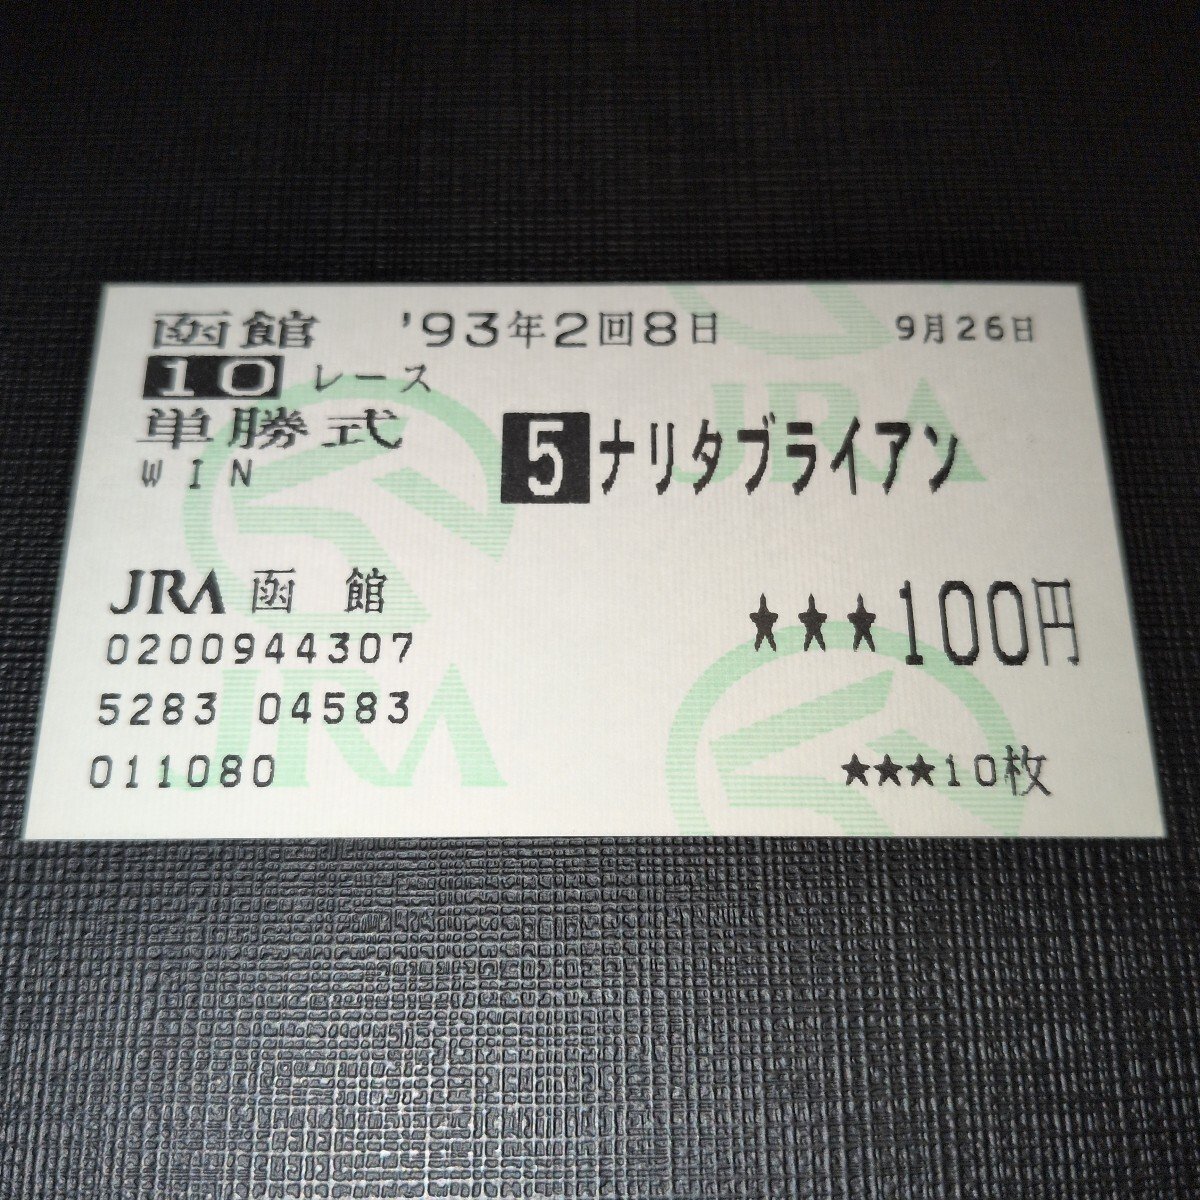 函館 '93年2回8日 9月26日
10 レース
単勝式
WIN
5 ナリタブライアン
JRA 函館
0200944307
5283 04583
011080
★★★100円
★★★10枚
JRA
JRA